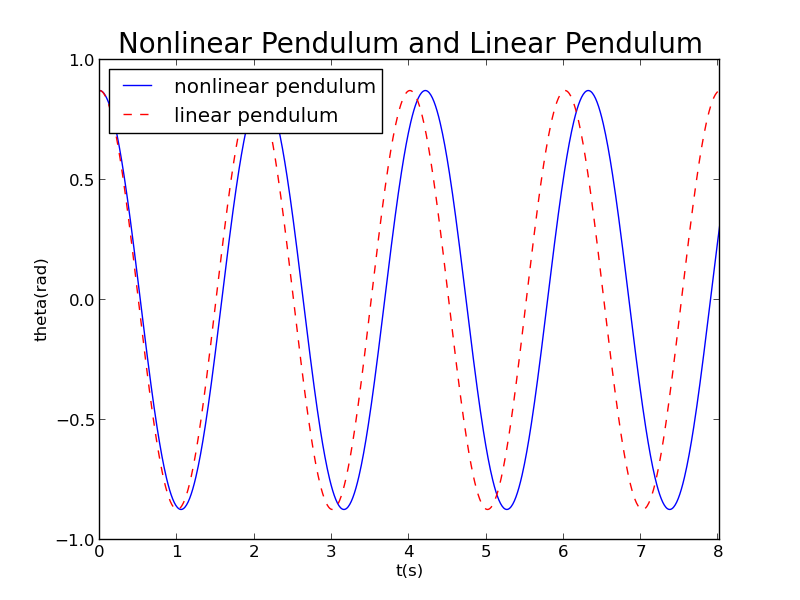 Nonlinear Pendulum and Linear Pendulum
nonlinear pendulum
linear pendulum
1.0
0.5
0.0
−0.5
−1.0
theta(rad)
0 1 2 3 4 5 6 7 8
t(s)